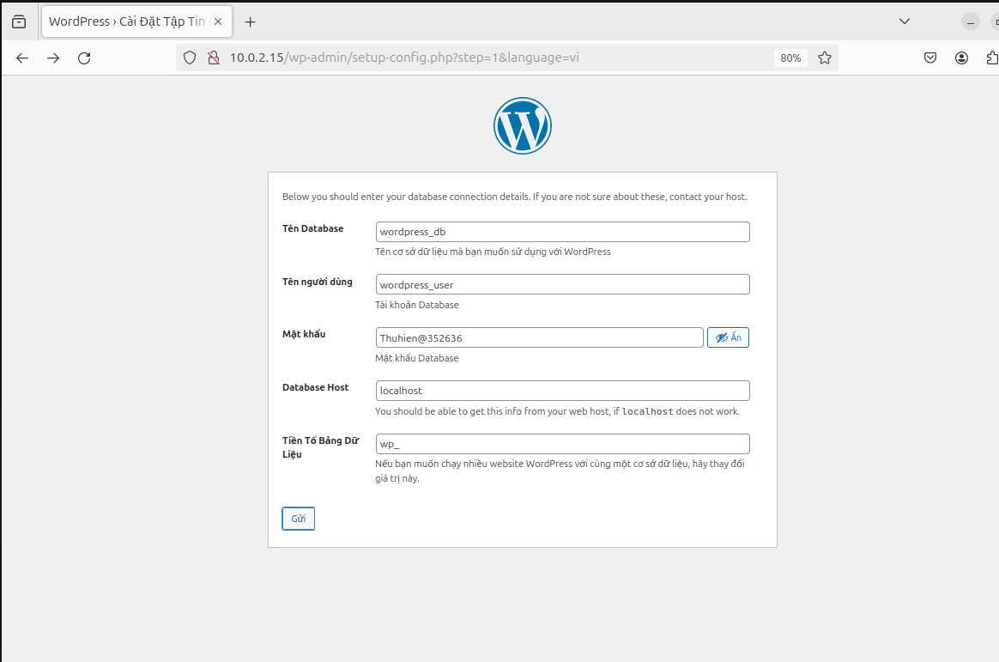 WordPress › Cài Đặt Tập Tin
10.0.2.15/wp-admin/setup-config.php?step=1&language=vi
80%
Below you should enter your database connection details. If you are not sure about these, contact your host.
Tên Database
wordpress_db
Tên cơ sở dữ liệu mà bạn muốn sử dụng với WordPress
Tên người dùng
wordpress_user
Tài khoản Database
Mật khẩu
Thuhien@352636
Ẩn
Mật khẩu Database
Database Host
localhost
You should be able to get this info from your web host, if localhost does not work.
Tiền Tố Bảng Dữ
Liệu
wp_
Nếu bạn muốn chạy nhiều website WordPress với cùng một cơ sở dữ liệu, hãy thay đổi
giá trị này.
Gửi